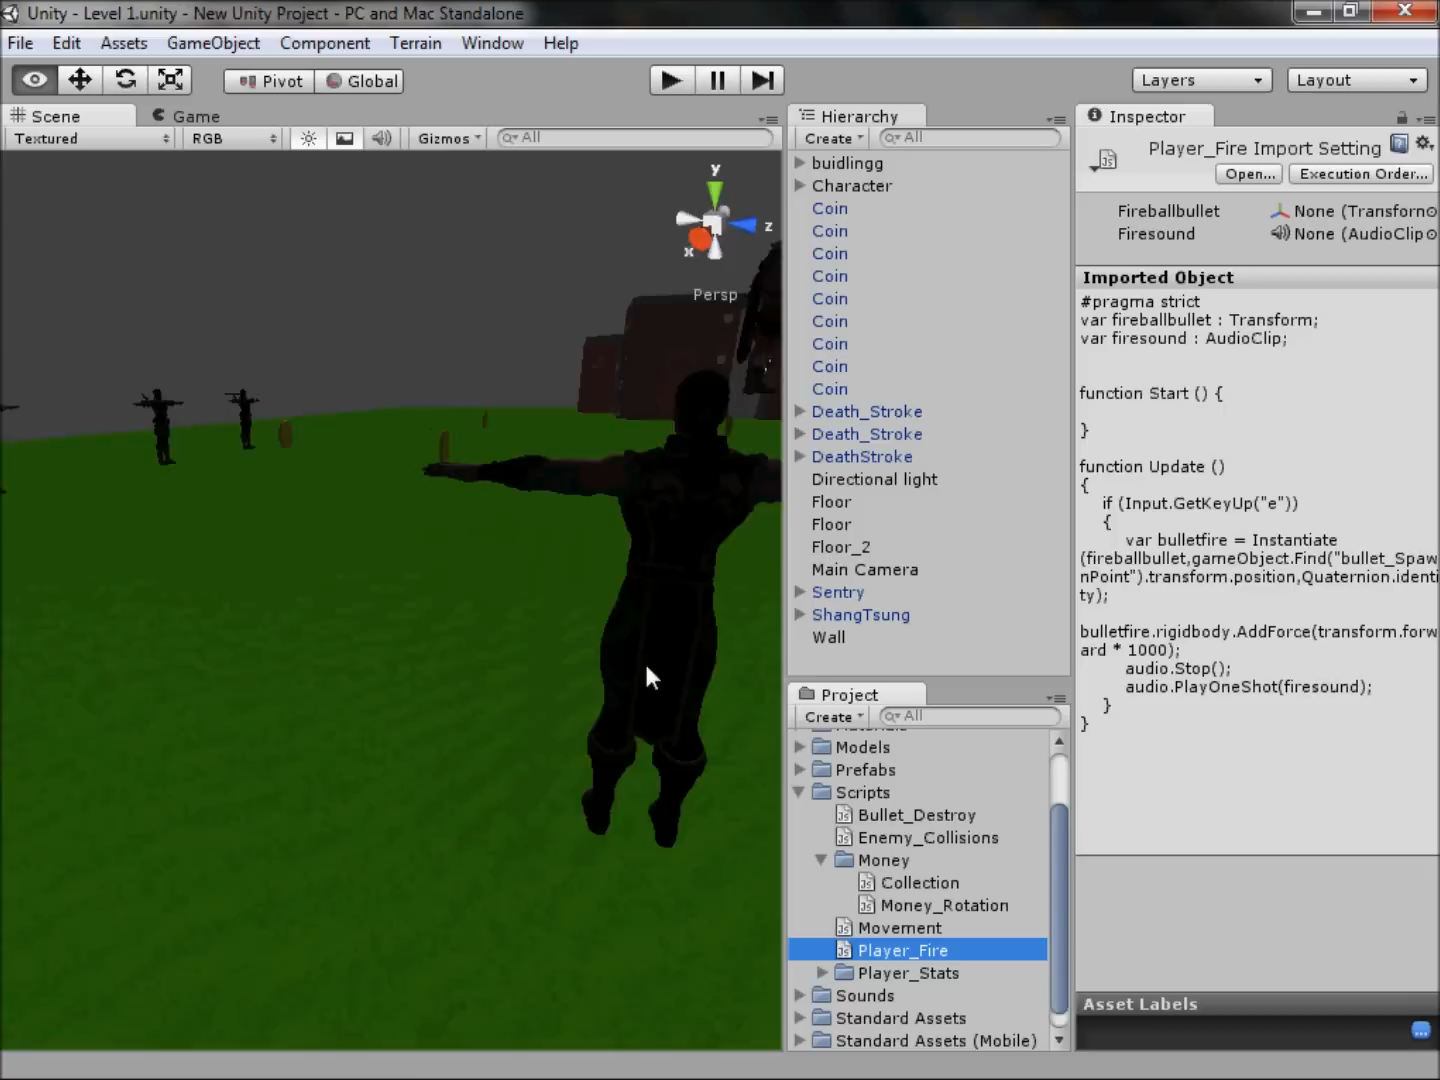 Unity - Level 1.unity - New Unity Project - PC and Mac Standalone
File Edit Assets GameObject Component Terrain Window Help
Pivot Global Layers Layout
Scene Game
Textured RGB Gizmos All
y
z
x
Persp
Hierarchy
Create All
buidlingg
Character
Coin
Coin
Coin
Coin
Coin
Coin
Coin
Coin
Coin
Death_Stroke
Death_Stroke
DeathStroke
Directional light
Floor
Floor
Floor_2
Main Camera
Sentry
ShangTsung
Wall
Project
Create All
Models
Prefabs
Scripts
Bullet_Destroy
Enemy_Collisions
Money
Collection
Money_Rotation
Movement
Player_Fire
Player_Stats
Sounds
Standard Assets
Standard Assets (Mobile)
Inspector
Player_Fire Import Setting
Open... Execution Order...
Fireballbullet None (Transform
Firesound None (AudioClip
Imported Object
#pragma strict
var fireballbullet : Transform;
var firesound : AudioClip;
function Start () {
}
function Update ()
{
if (Input.GetKeyUp("e"))
{
var bulletfire = Instantiate
(fireballbullet,gameObject.Find("bullet_Spaw
nPoint").transform.position,Quaternion.identi
ty);
bulletfire.rigidbody.AddForce(transform.forw
ard * 1000);
audio.Stop();
audio.PlayOneShot(firesound);
}
}
Asset Labels